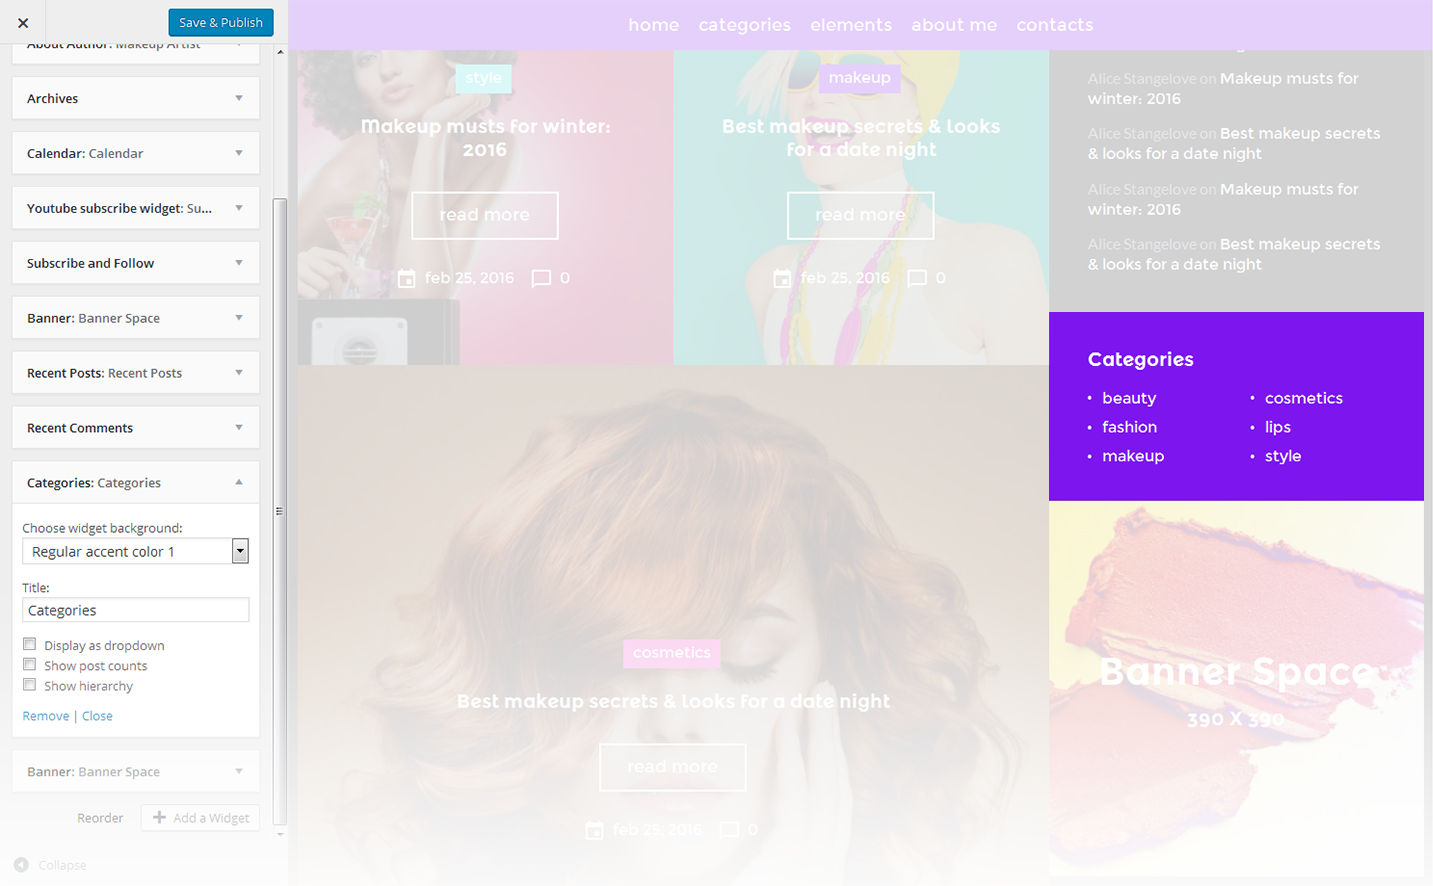 Save & Publish
About Author: Makeup Artist
Archives
Calendar: Calendar
Youtube subscribe widget: Su...
Subscribe and Follow
Banner: Banner Space
Recent Posts: Recent Posts
Recent Comments
Categories: Categories
Choose widget background:
Regular accent color 1
Title:
Categories
Display as dropdown
Show post counts
Show hierarchy
Remove | Close
Banner: Banner Space
Reorder
Add a Widget
Collapse
home categories elements about me contacts
style
Makeup musts for winter:
2016
read more
feb 25, 2016 0
makeup
Best makeup secrets & looks
for a date night
read more
feb 25, 2016 0
cosmetics
Best makeup secrets & looks for a date night
read more
feb 25, 2016 0
Alice Stangelove on Makeup musts for
winter: 2016
Alice Stangelove on Best makeup secrets
& looks for a date night
Alice Stangelove on Makeup musts for
winter: 2016
Alice Stangelove on Best makeup secrets
& looks for a date night
Categories
• beauty
• fashion
• makeup
• cosmetics
• lips
• style
Banner Space
390 X 390